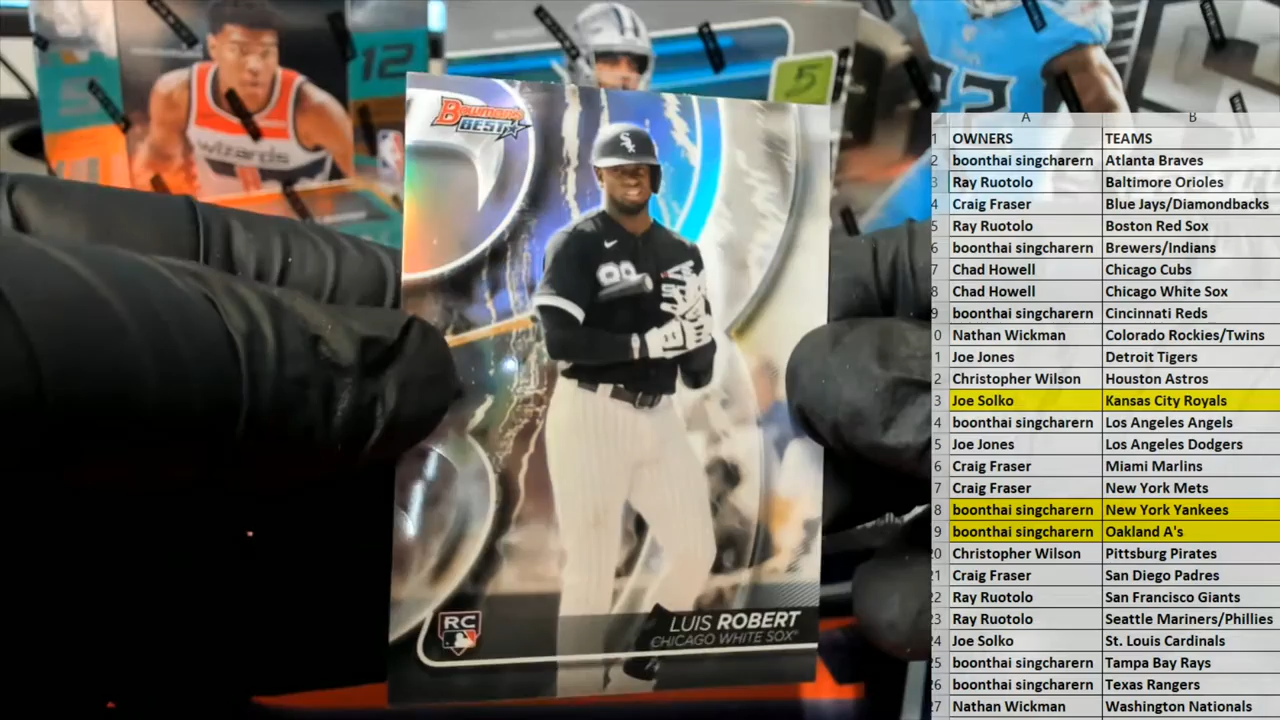 12
wizards
5
22
Bowman's
BEST
SOX
RC
LUIS ROBERT
CHICAGO WHITE SOX
A B
1 OWNERS TEAMS
2 boonthai singcharern Atlanta Braves
3 Ray Ruotolo Baltimore Orioles
4 Craig Fraser Blue Jays/Diamondbacks
5 Ray Ruotolo Boston Red Sox
6 boonthai singcharern Brewers/Indians
7 Chad Howell Chicago Cubs
8 Chad Howell Chicago White Sox
9 boonthai singcharern Cincinnati Reds
0 Nathan Wickman Colorado Rockies/Twins
1 Joe Jones Detroit Tigers
2 Christopher Wilson Houston Astros
3 Joe Solko Kansas City Royals
4 boonthai singcharern Los Angeles Angels
5 Joe Jones Los Angeles Dodgers
6 Craig Fraser Miami Marlins
7 Craig Fraser New York Mets
8 boonthai singcharern New York Yankees
9 boonthai singcharern Oakland A's
20 Christopher Wilson Pittsburg Pirates
21 Craig Fraser San Diego Padres
22 Ray Ruotolo San Francisco Giants
23 Ray Ruotolo Seattle Mariners/Phillies
24 Joe Solko St. Louis Cardinals
25 boonthai singcharern Tampa Bay Rays
26 boonthai singcharern Texas Rangers
27 Nathan Wickman Washington Nationals